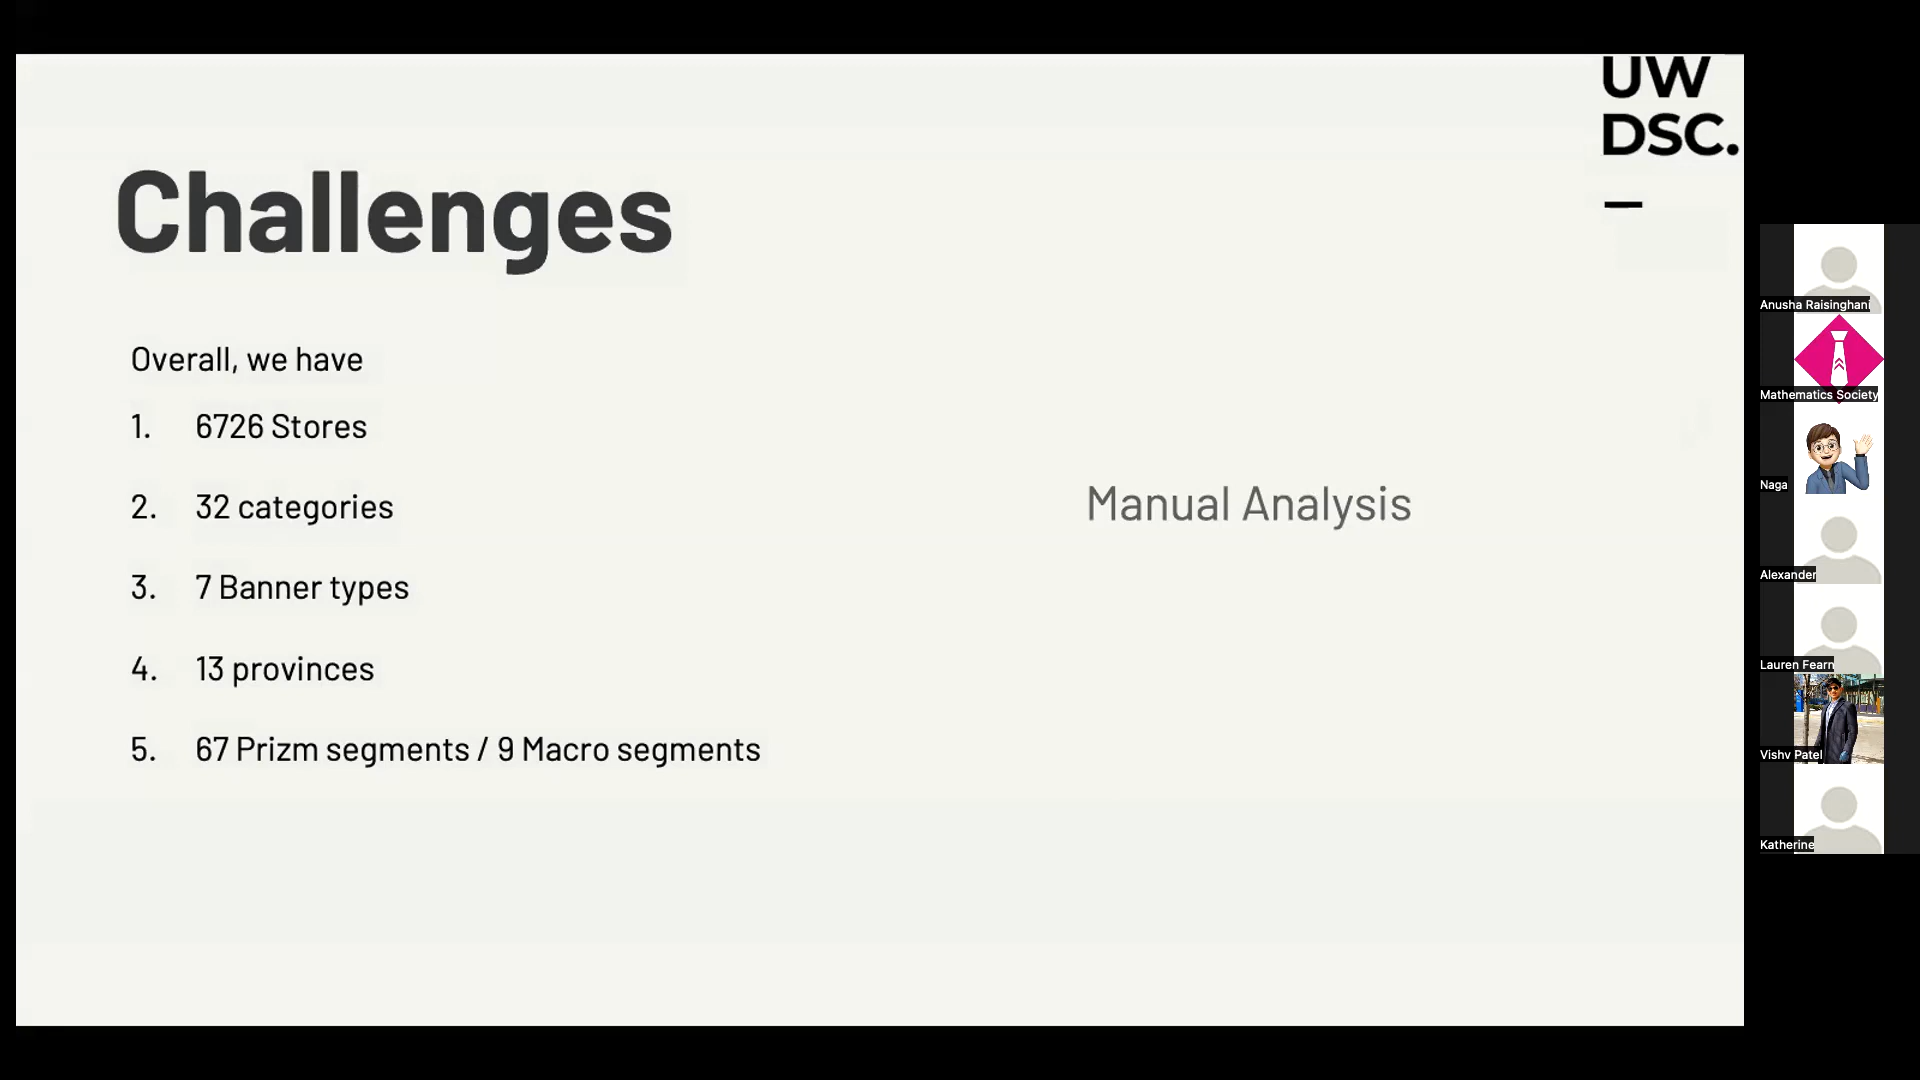 UW
DSC.
Challenges
Overall, we have
1. 6726 Stores
2. 32 categories
3. 7 Banner types
4. 13 provinces
5. 67 Prizm segments / 9 Macro segments
Manual Analysis
Anusha Raisinghani
Mathematics Society
Naga
Alexander
Lauren Fearn
Vishv Patel
Katherine